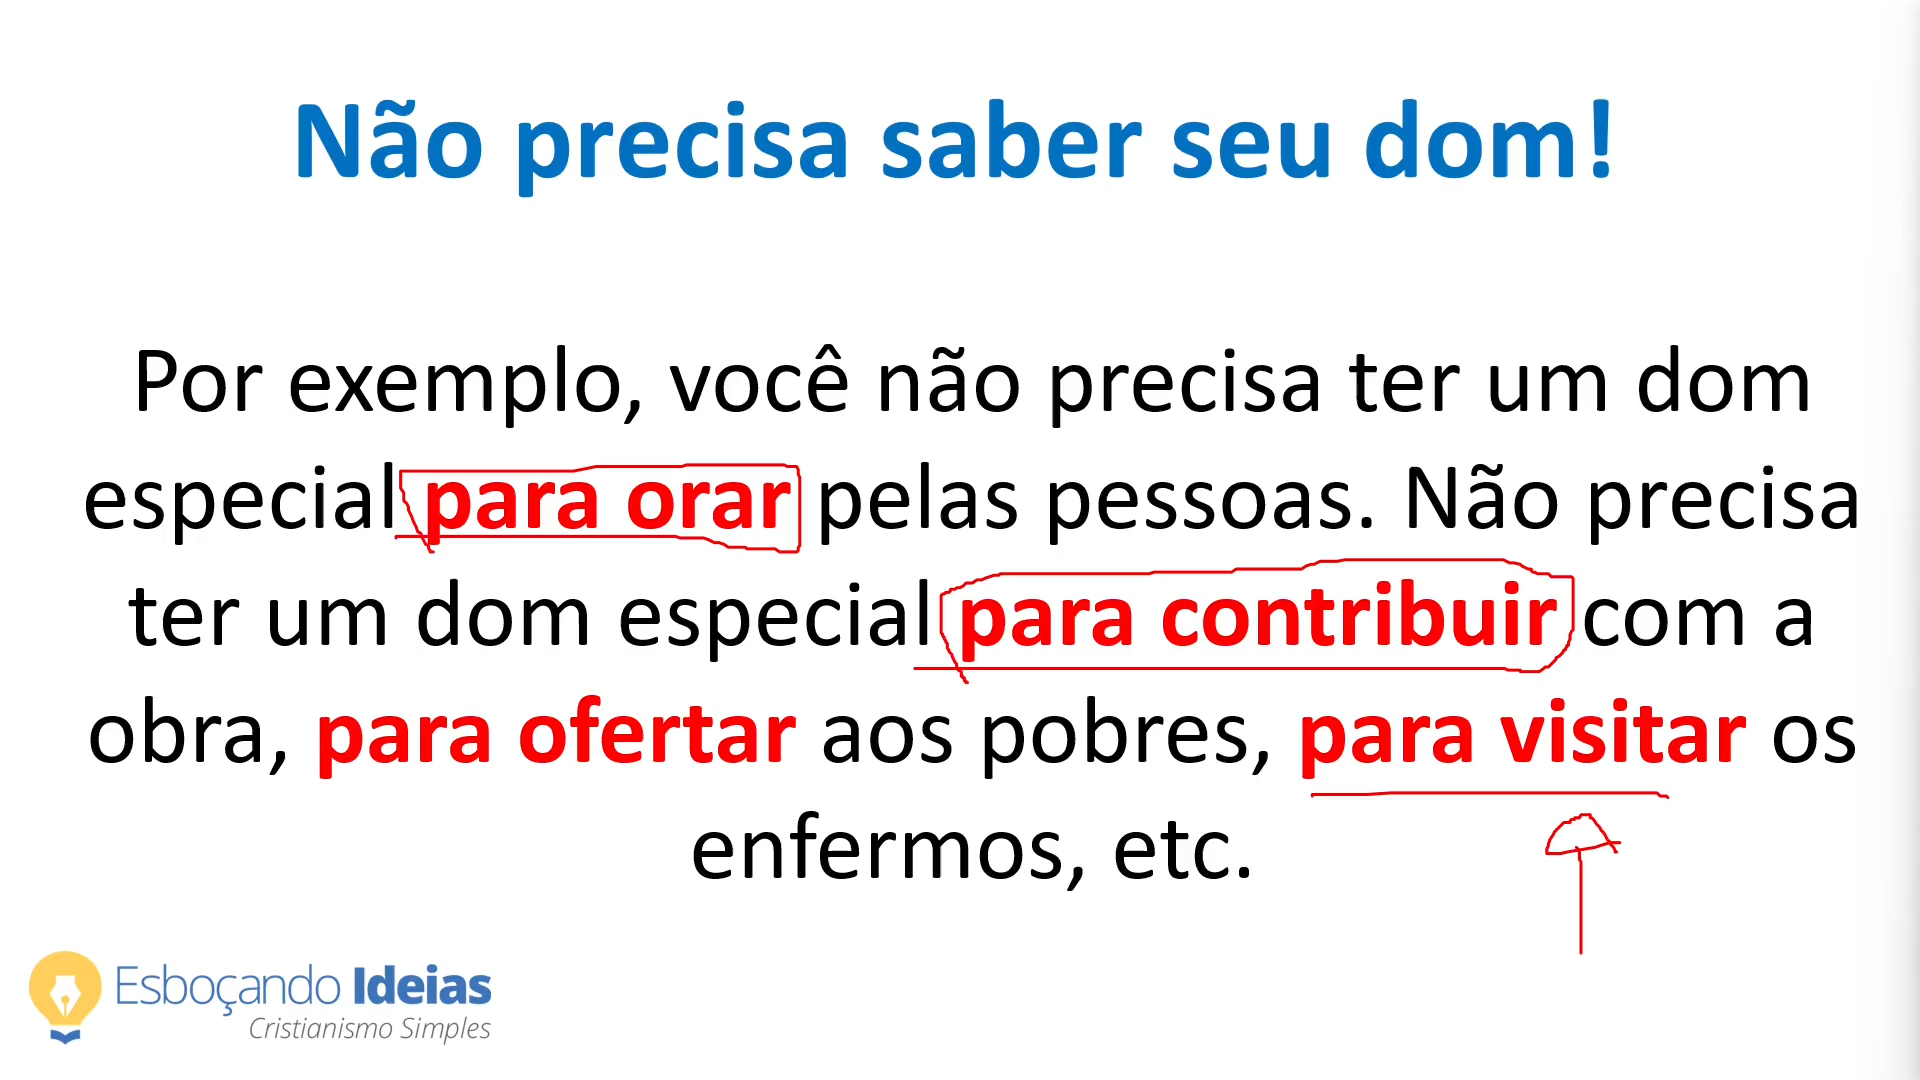 Não precisa saber seu dom!
Por exemplo, você não precisa ter um dom
especial para orar pelas pessoas. Não precisa
ter um dom especial para contribuir com a
obra, para ofertar aos pobres, para visitar os
enfermos, etc.
Esboçando Ideias
Cristianismo Simples